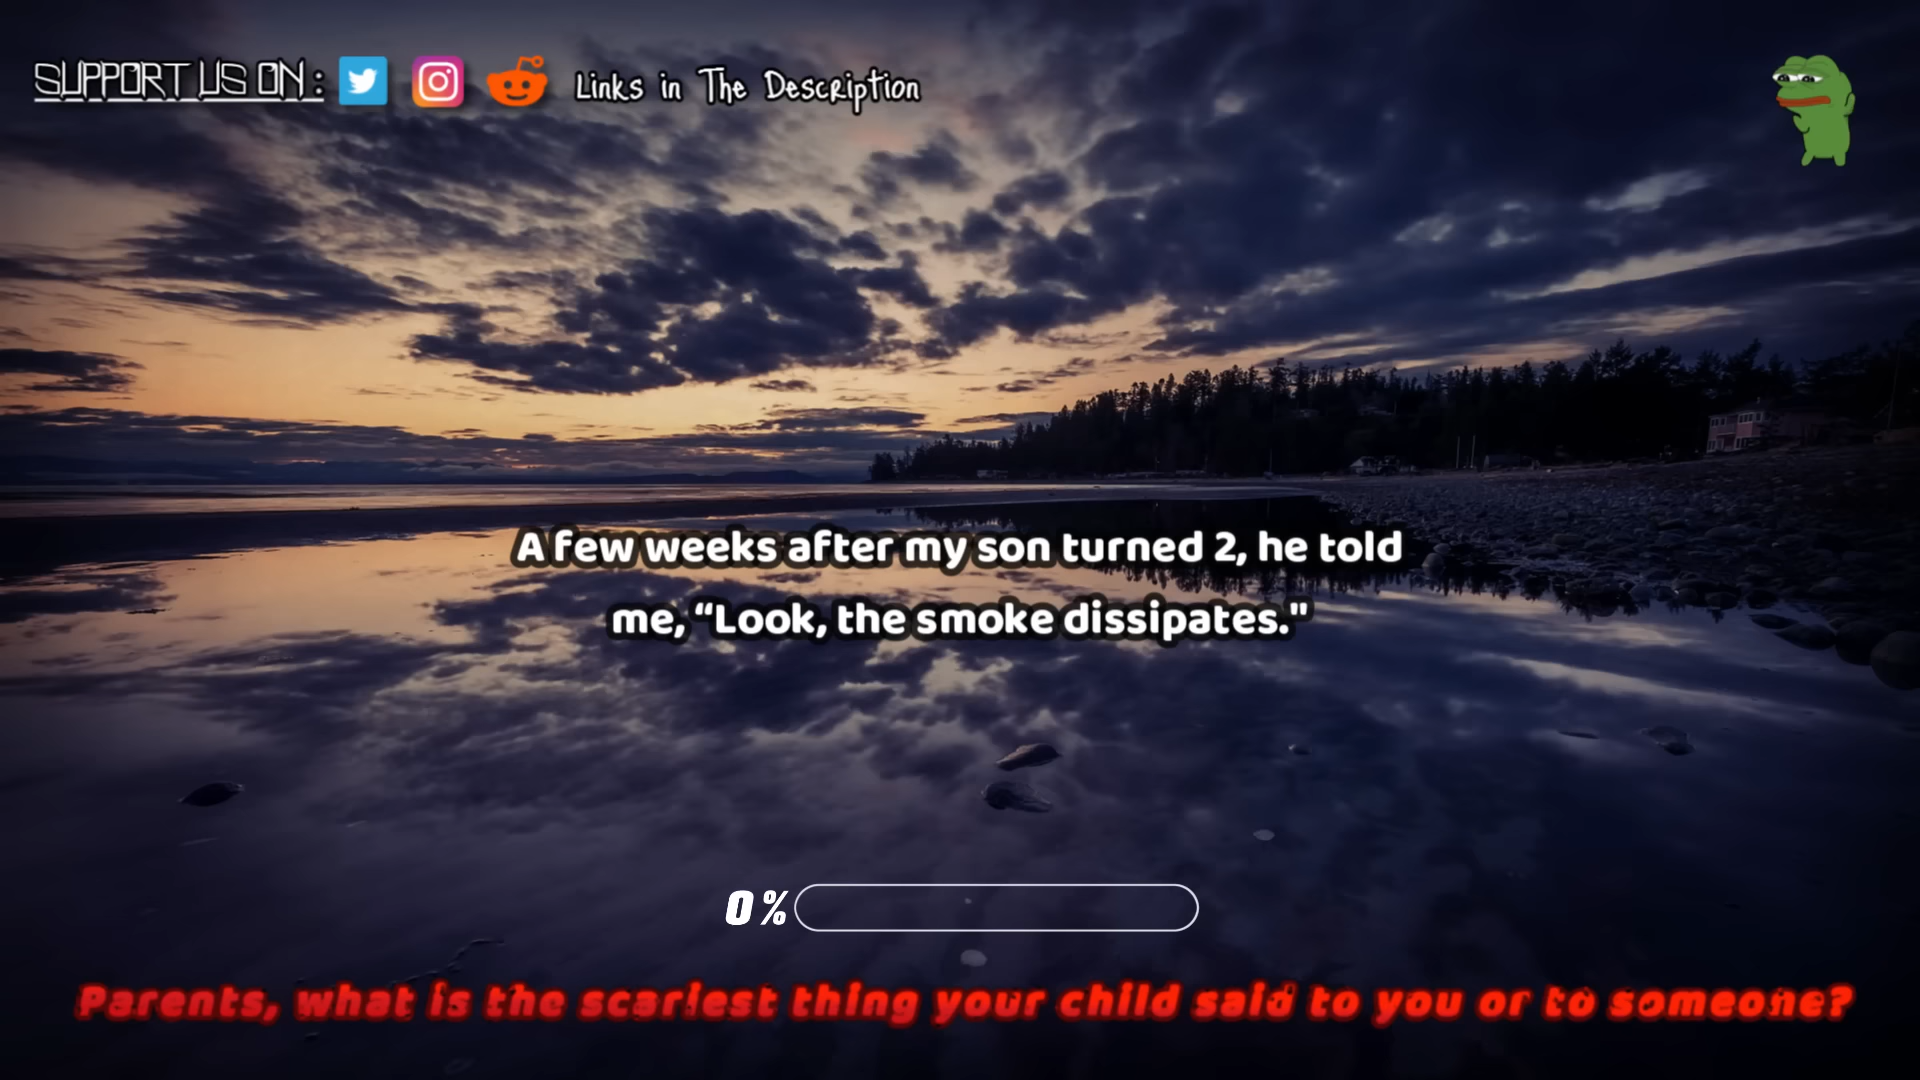 SUPPORT US ON :
Links in The Description
A few weeks after my son turned 2, he told
me, “Look, the smoke dissipates."
0%
Parents, what is the scariest thing your child said to you or to someone?